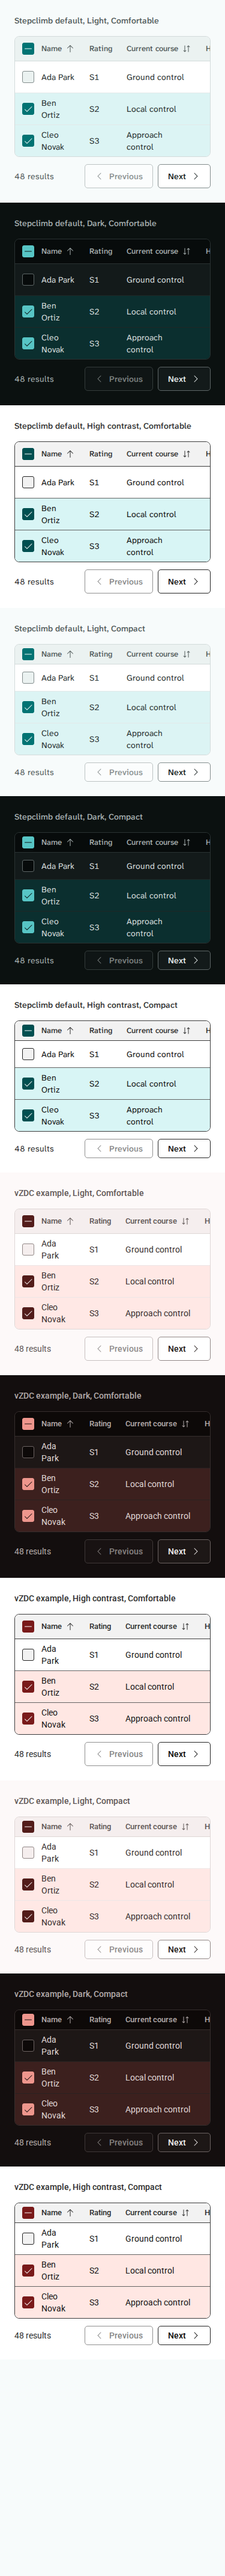 Stepclimb default, Light, Comfortable
Name Rating Current course H
Ada Park S1 Ground control
Ben Ortiz S2 Local control
Cleo Novak S3 Approach control
48 results Previous Next
Stepclimb default, Dark, Comfortable
Name Rating Current course H
Ada Park S1 Ground control
Ben Ortiz S2 Local control
Cleo Novak S3 Approach control
48 results Previous Next
Stepclimb default, High contrast, Comfortable
Name Rating Current course H
Ada Park S1 Ground control
Ben Ortiz S2 Local control
Cleo Novak S3 Approach control
48 results Previous Next
Stepclimb default, Light, Compact
Name Rating Current course H
Ada Park S1 Ground control
Ben Ortiz S2 Local control
Cleo Novak S3 Approach control
48 results Previous Next
Stepclimb default, Dark, Compact
Name Rating Current course H
Ada Park S1 Ground control
Ben Ortiz S2 Local control
Cleo Novak S3 Approach control
48 results Previous Next
Stepclimb default, High contrast, Compact
Name Rating Current course H
Ada Park S1 Ground control
Ben Ortiz S2 Local control
Cleo Novak S3 Approach control
48 results Previous Next
vZDC example, Light, Comfortable
Name Rating Current course H
Ada Park S1 Ground control
Ben Ortiz S2 Local control
Cleo Novak S3 Approach control
48 results Previous Next
vZDC example, Dark, Comfortable
Name Rating Current course H
Ada Park S1 Ground control
Ben Ortiz S2 Local control
Cleo Novak S3 Approach control
48 results Previous Next
vZDC example, High contrast, Comfortable
Name Rating Current course H
Ada Park S1 Ground control
Ben Ortiz S2 Local control
Cleo Novak S3 Approach control
48 results Previous Next
vZDC example, Light, Compact
Name Rating Current course H
Ada Park S1 Ground control
Ben Ortiz S2 Local control
Cleo Novak S3 Approach control
48 results Previous Next
vZDC example, Dark, Compact
Name Rating Current course H
Ada Park S1 Ground control
Ben Ortiz S2 Local control
Cleo Novak S3 Approach control
48 results Previous Next
vZDC example, High contrast, Compact
Name Rating Current course H
Ada Park S1 Ground control
Ben Ortiz S2 Local control
Cleo Novak S3 Approach control
48 results Previous Next